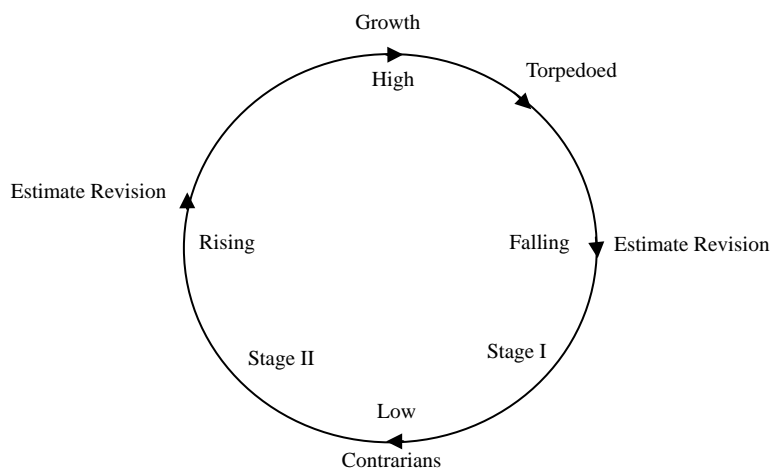 Growth
High
Torpedoed
Estimate Revision
Rising
Falling
Estimate Revision
Stage II
Stage I
Low
Contrarians